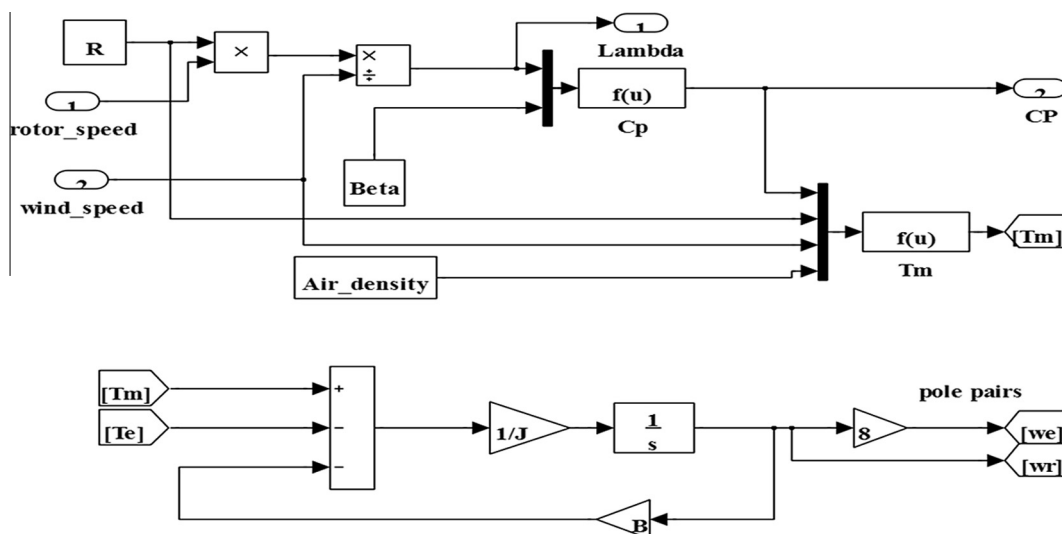 1
Lambda
R
×
×
÷
f(u)
Cp
2
CP
1
rotor_speed
Beta
2
wind_speed
f(u)
Tm
[Tm]
Air_density
[Tm]
[Te]
+
−
−
1/J
1
s
pole pairs
8
[we]
[wr]
B